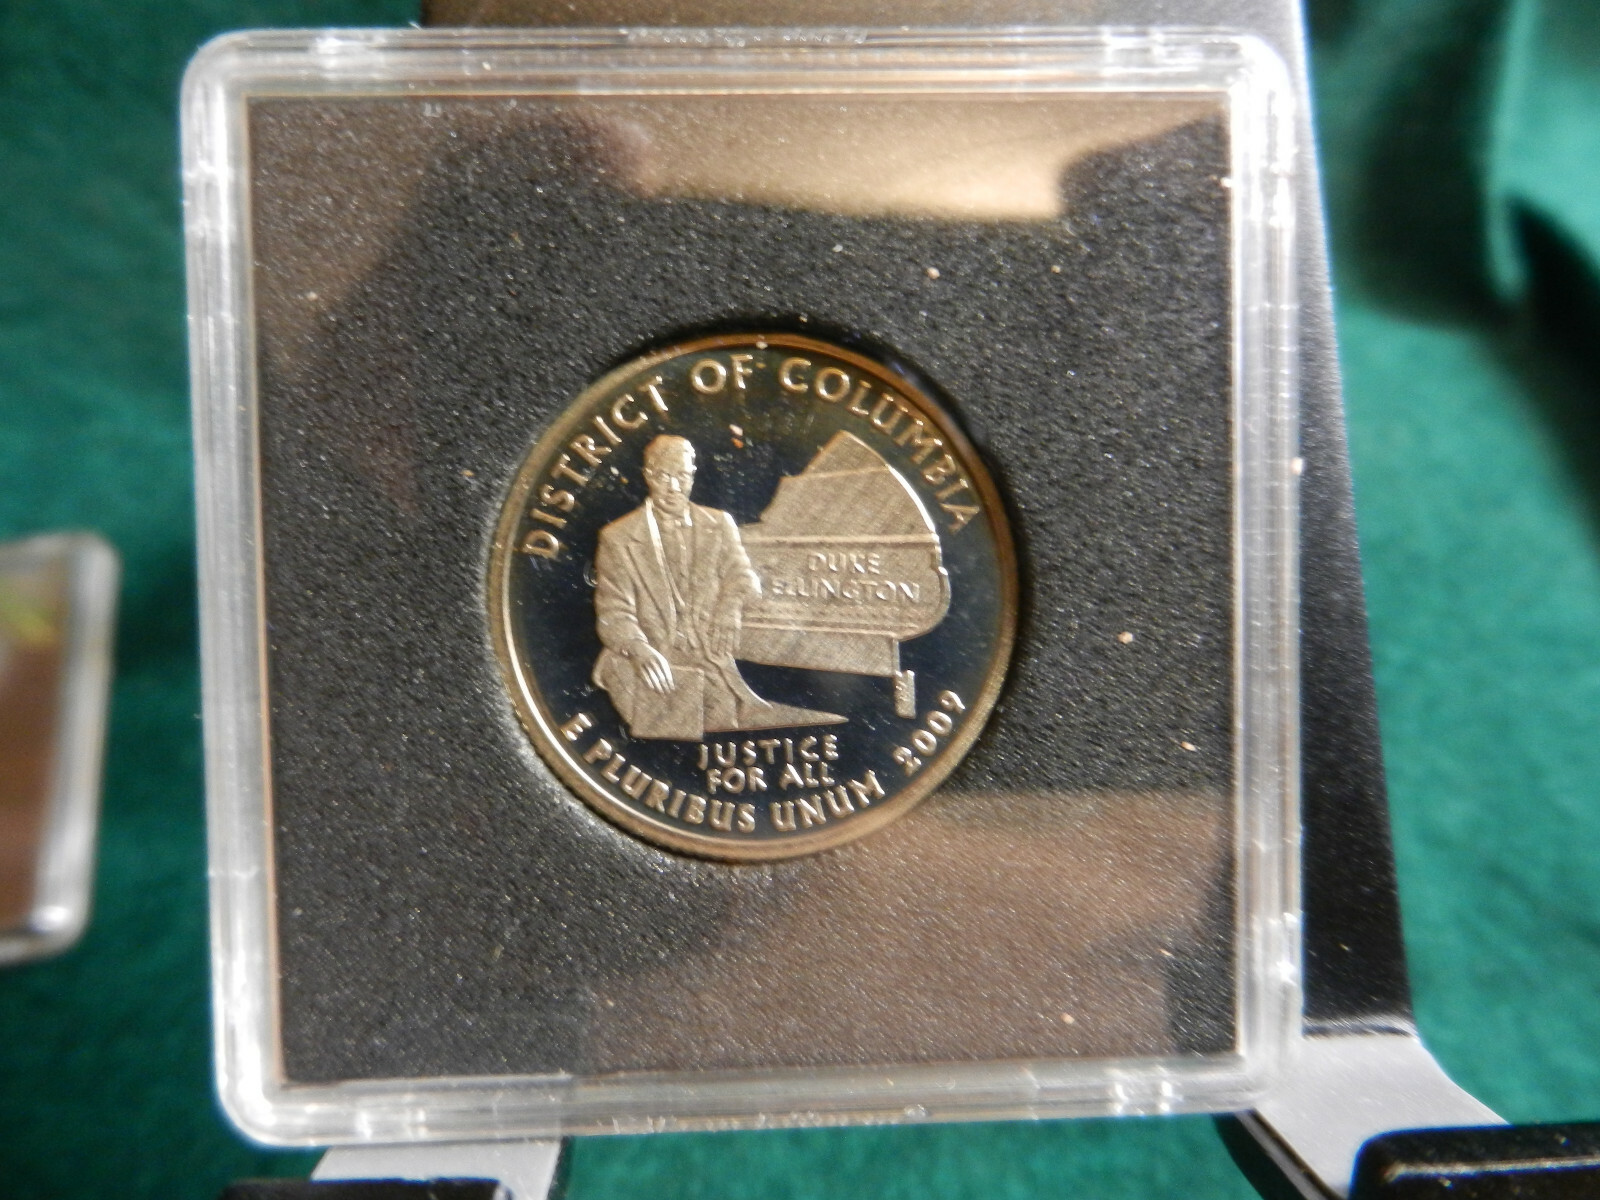 DISTRICT OF COLUMBIA
DUKE
ELLINGTON
JUSTICE
FOR ALL
E PLURIBUS UNUM 2009